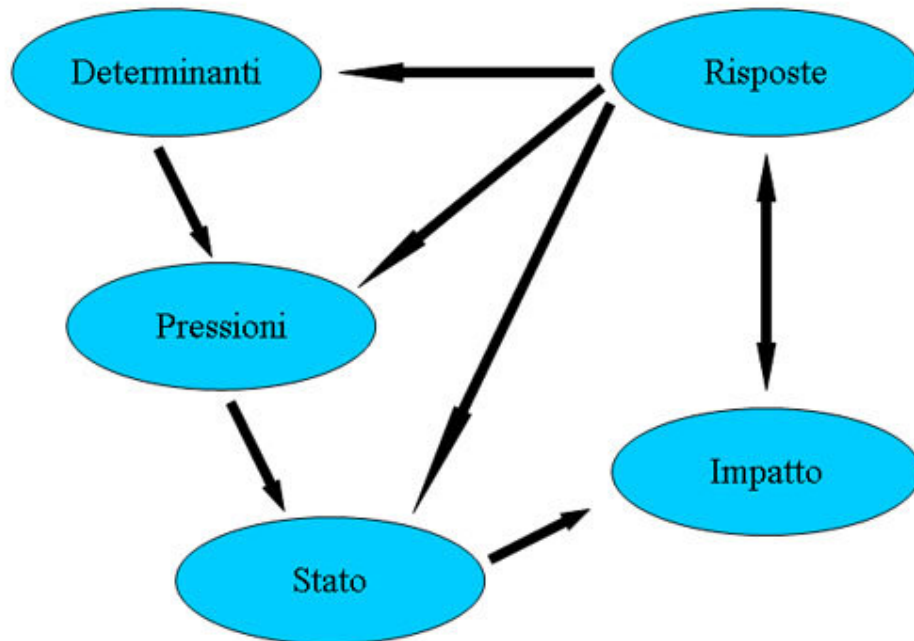 Determinanti
Risposte
Pressioni
Impatto
Stato